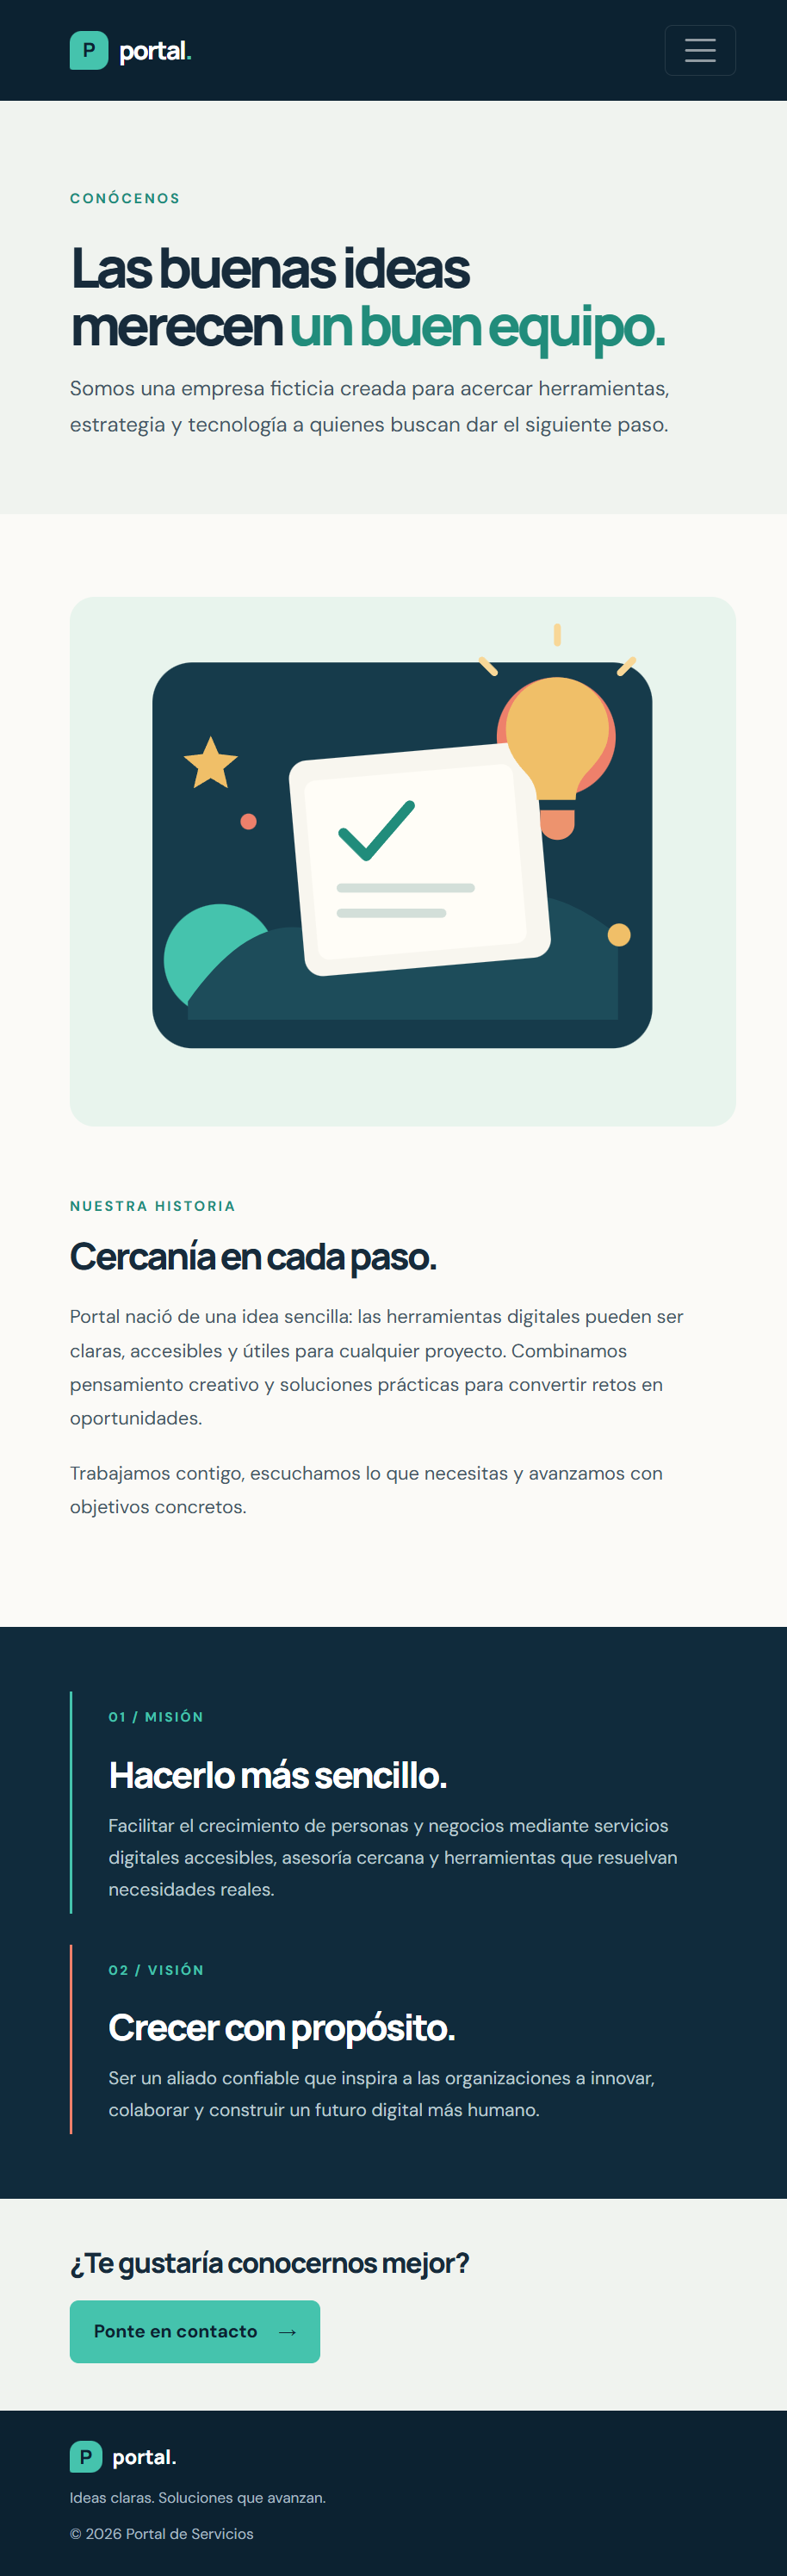 P portal.
CONÓCENOS
Las buenas ideas
merecen un buen equipo.
Somos una empresa ficticia creada para acercar herramientas,
estrategia y tecnología a quienes buscan dar el siguiente paso.
NUESTRA HISTORIA
Cercanía en cada paso.
Portal nació de una idea sencilla: las herramientas digitales pueden ser
claras, accesibles y útiles para cualquier proyecto. Combinamos
pensamiento creativo y soluciones prácticas para convertir retos en
oportunidades.
Trabajamos contigo, escuchamos lo que necesitas y avanzamos con
objetivos concretos.
01 / MISIÓN
Hacerlo más sencillo.
Facilitar el crecimiento de personas y negocios mediante servicios
digitales accesibles, asesoría cercana y herramientas que resuelvan
necesidades reales.
02 / VISIÓN
Crecer con propósito.
Ser un aliado confiable que inspira a las organizaciones a innovar,
colaborar y construir un futuro digital más humano.
¿Te gustaría conocernos mejor?
Ponte en contacto →
P portal.
Ideas claras. Soluciones que avanzan.
© 2026 Portal de Servicios